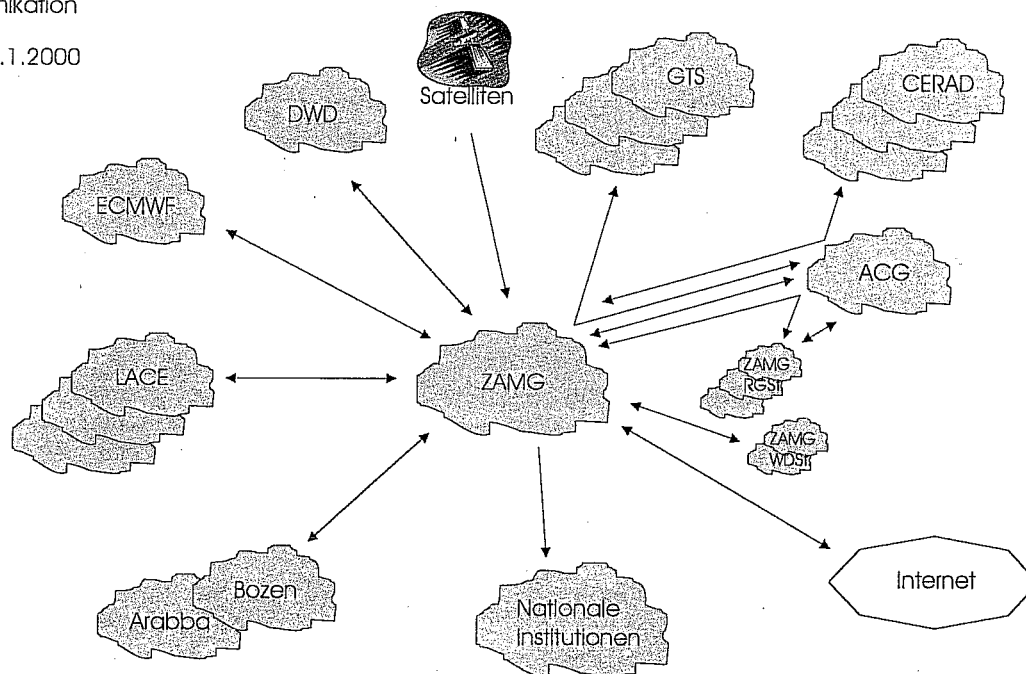 .1.2000
Satelliten
DWD
GTS
CERAD
ECMWF
ACG
LACE
ZAMG
ZAMG
RGSt
ZAMG
WDSt
Arabba
Bozen
Nationale
Institutionen
Internet